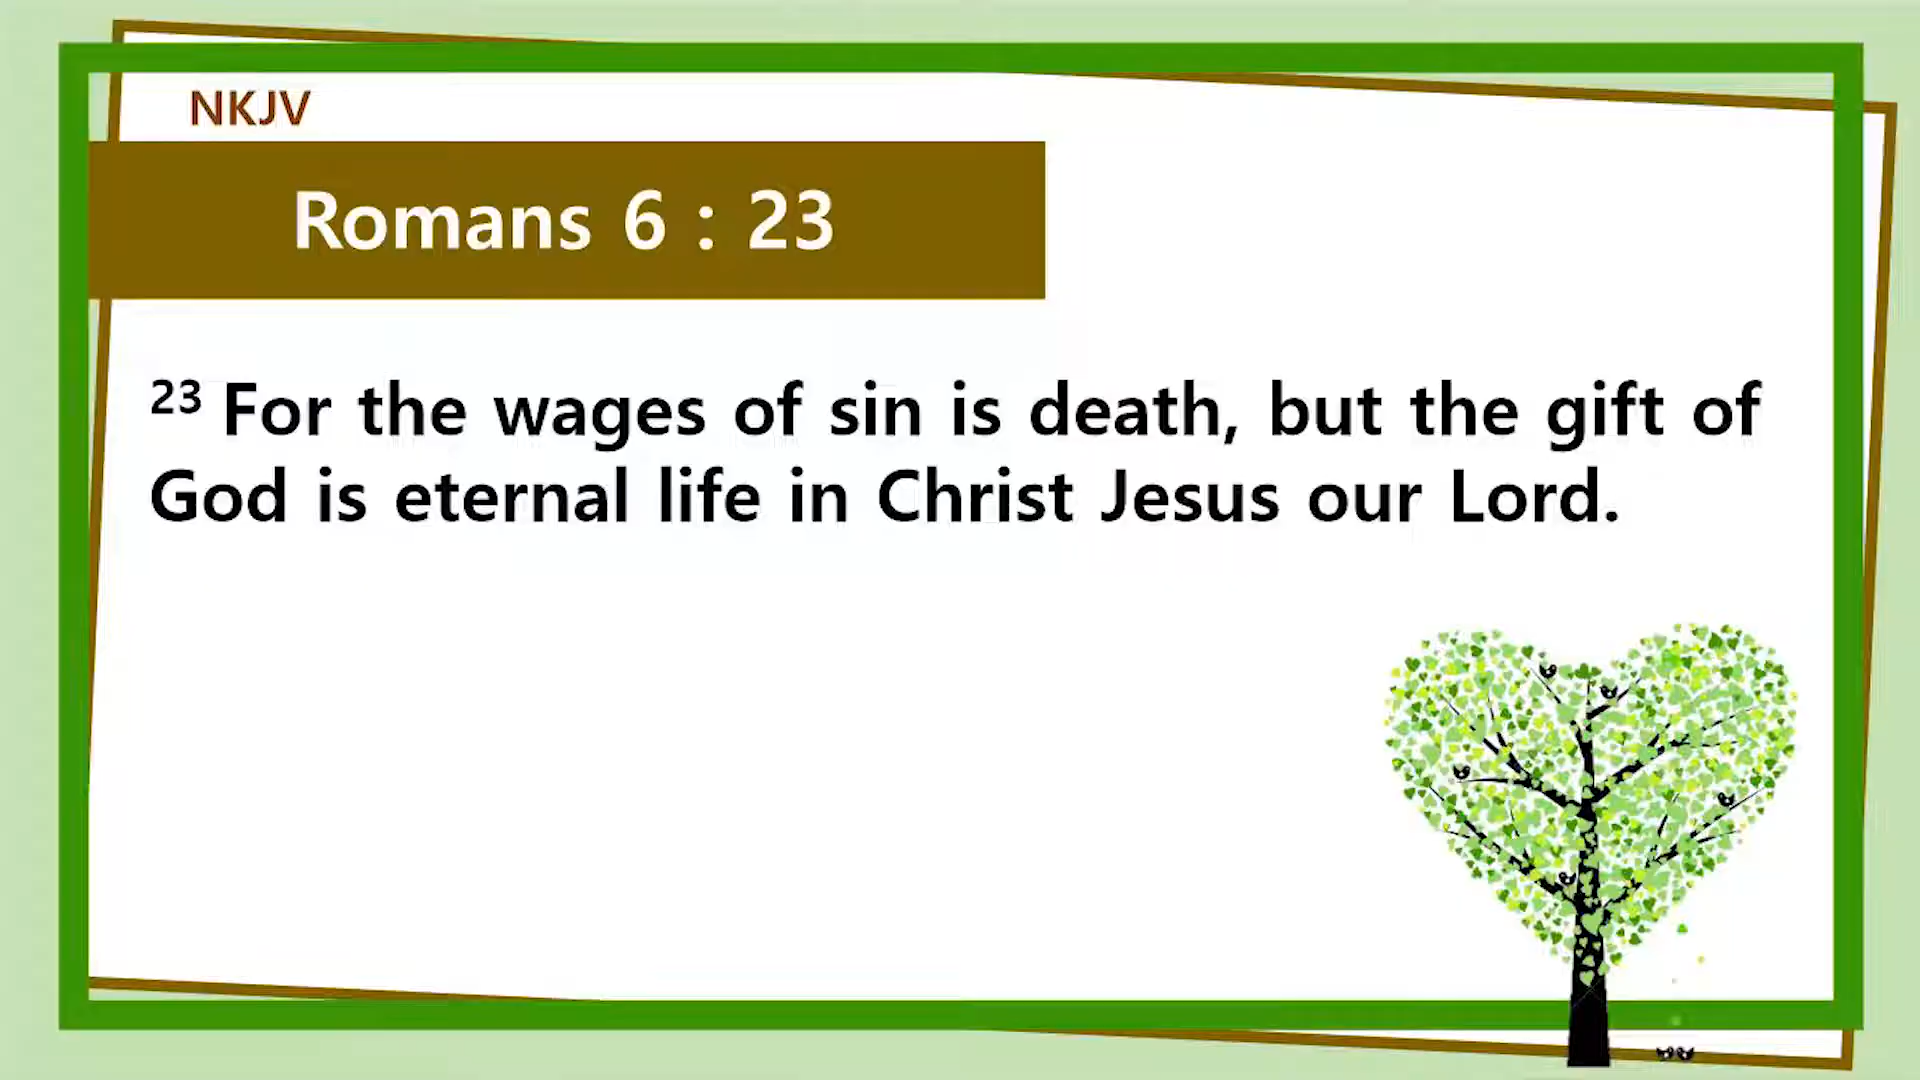 NKJV
Romans 6 : 23
23 For the wages of sin is death, but the gift of
God is eternal life in Christ Jesus our Lord.